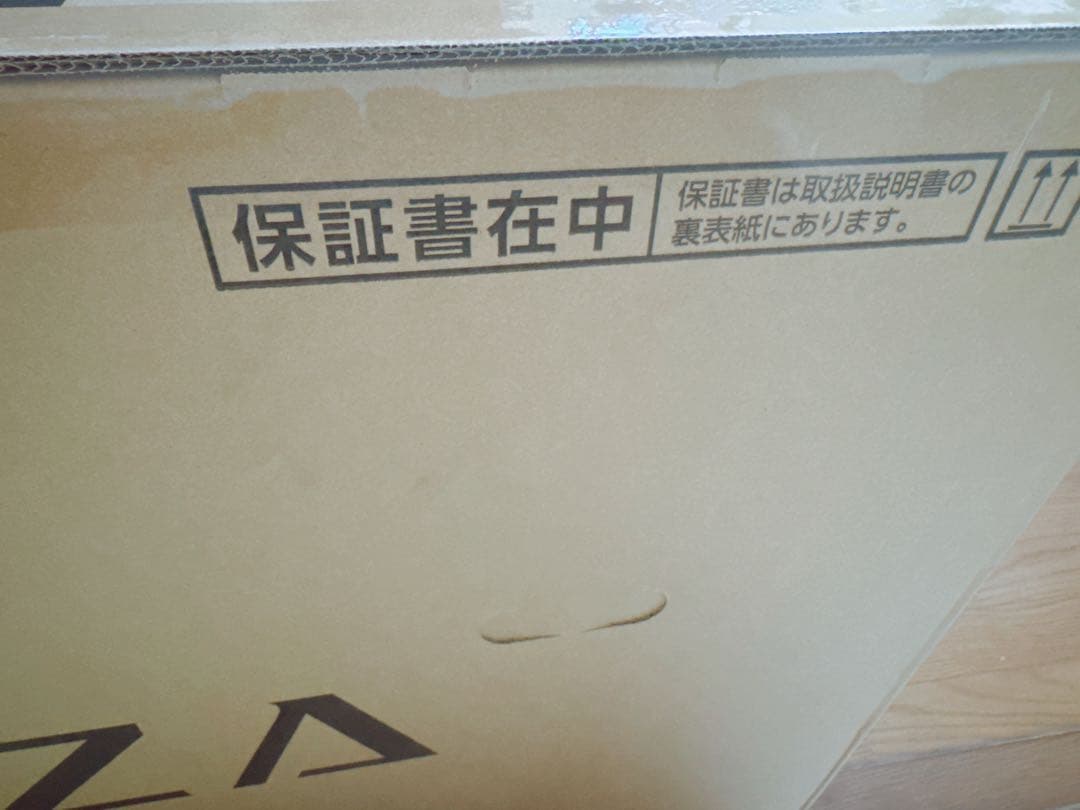 保証書在中
保証書は取扱説明書の
裏表紙にあります。
ZA